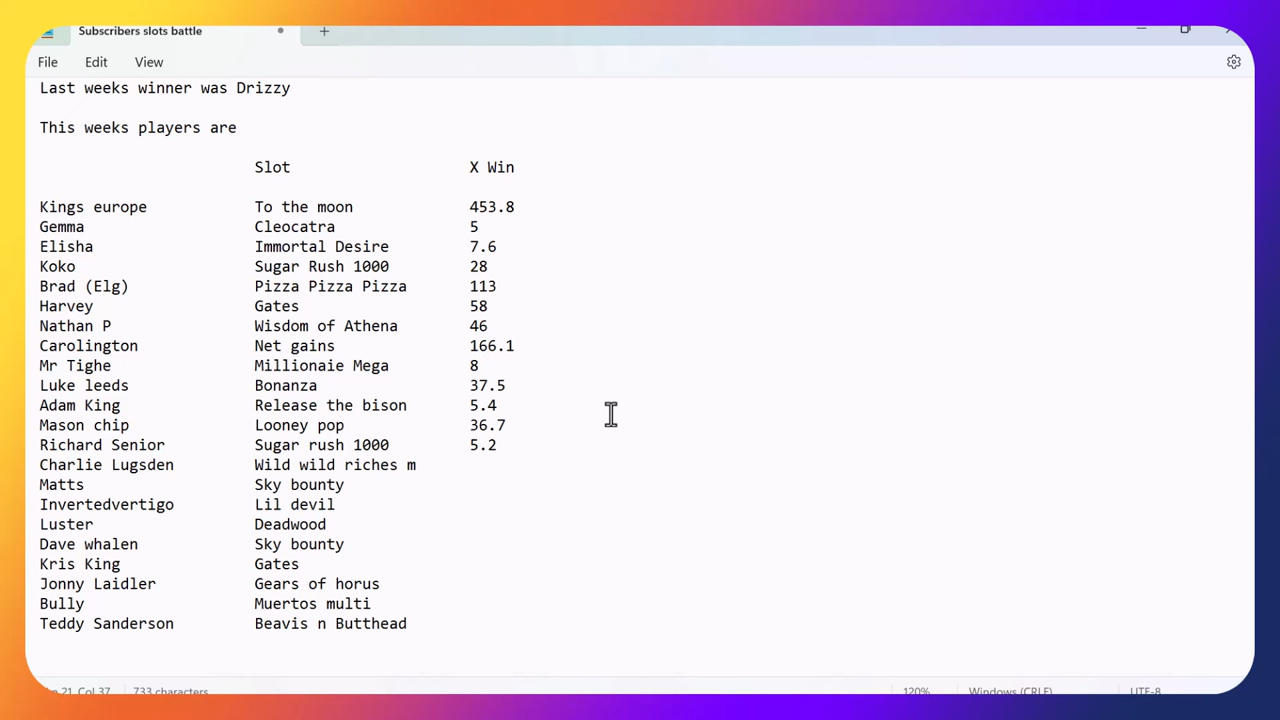 Subscribers slots battle
File Edit View
Last weeks winner was Drizzy
This weeks players are
Slot X Win
Kings europe To the moon 453.8
Gemma Cleocatra 5
Elisha Immortal Desire 7.6
Koko Sugar Rush 1000 28
Brad (Elg) Pizza Pizza Pizza 113
Harvey Gates 58
Nathan P Wisdom of Athena 46
Carolington Net gains 166.1
Mr Tighe Millionaie Mega 8
Luke leeds Bonanza 37.5
Adam King Release the bison 5.4
Mason chip Looney pop 36.7
Richard Senior Sugar rush 1000 5.2
Charlie Lugsden Wild wild riches m
Matts Sky bounty
Invertedvertigo Lil devil
Luster Deadwood
Dave whalen Sky bounty
Kris King Gates
Jonny Laidler Gears of horus
Bully Muertos multi
Teddy Sanderson Beavis n Butthead
21, Col 37 733 characters 120% Windows (CRLF) UTF-8